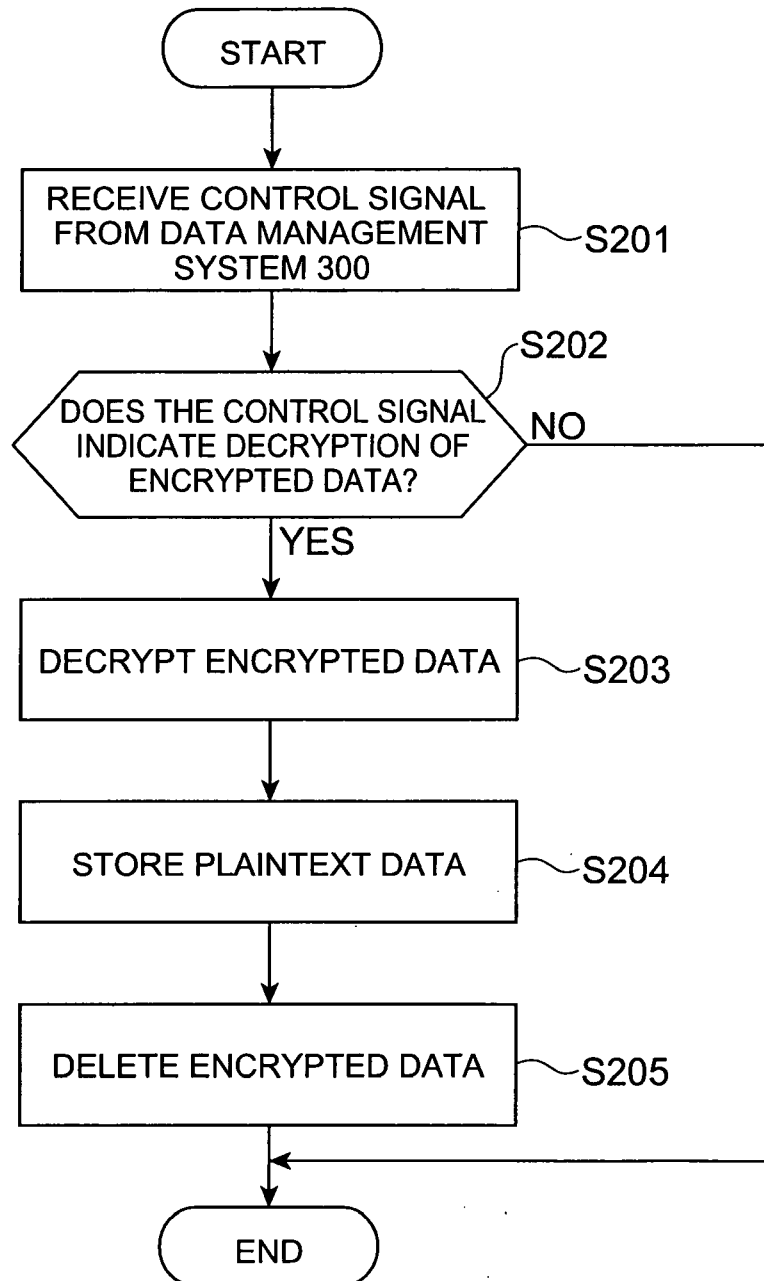 START
RECEIVE CONTROL SIGNAL
FROM DATA MANAGEMENT
SYSTEM 300
S201
S202
DOES THE CONTROL SIGNAL
INDICATE DECRYPTION OF
ENCRYPTED DATA?
NO
YES
DECRYPT ENCRYPTED DATA
S203
STORE PLAINTEXT DATA
S204
DELETE ENCRYPTED DATA
S205
END